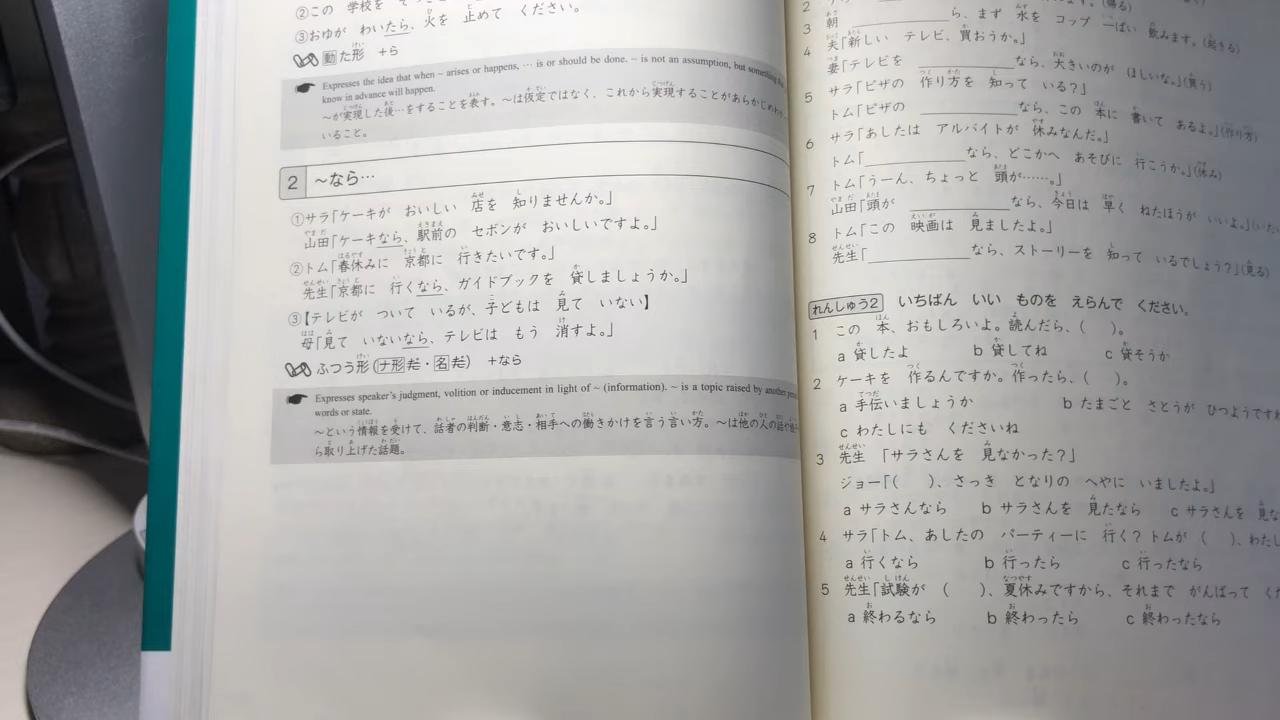 ②この 学校を
③おゆが わいたら、火を 止めて ください。
動た形 +ら
Expresses the idea that when ~ arises or happens, … is or should be done. ~ is not an assumption, but something
know in advance will happen.
～が実現した後…をすることを表す。～は仮定ではなく、これから実現することがあらかじめわ
いること。
2 ～なら…
①サラ「ケーキが おいしい 店を 知りませんか。」
山田「ケーキなら、駅前の セボンが おいしいですよ。」
②トム「春休みに 京都に 行きたいです。」
先生「京都に 行くなら、ガイドブックを 貸しましょうか。」
③【テレビが ついて いるが、子どもは 見て いない】
母「見て いないなら、テレビは もう 消すよ。」
ふつう形(ナ形だ・名だ) +なら
Expresses speaker's judgment, volition or inducement in light of ~ (information). ~ is a topic raised by another
words or state.
～という情報を受けて、話者の判断・意志・相手への働きかけを言う言い方。～は他の人の話や
ら取り上げた話題。
2
3 朝 ＿＿＿＿ら、まず 水を コップ 一ぱい 飲みます。(起きる)
4 夫「新しい テレビ、買おうか。」
妻「テレビを ＿＿＿＿なら、大きいのが ほしいな。」(買う)
5 サラ「ピザの 作り方を 知って いる?」
トム「ピザの ＿＿＿＿なら、この 本に 書いて あるよ。」(作り方)
6 サラ「あしたは アルバイトが 休みなんだ。」
トム「＿＿＿＿なら、どこかへ あそびに 行こうか。」(休み)
7 トム「うーん、ちょっと 頭が……。」
山田「頭が ＿＿＿＿なら、今日は 早く ねたほうが いいよ。」
8 トム「この 映画は 見ましたよ。」
先生「＿＿＿＿なら、ストーリーを 知って いるでしょう?」(見る)
れんしゅう2 いちばん いい ものを えらんで ください。
1 この 本、おもしろいよ。読んだら、( )。
a 貸したよ b 貸してね c 貸そうか
2 ケーキを 作るんですか。作ったら、( )。
a 手伝いましょうか b たまごと さとうが ひつようです
c わたしにも くださいね
3 先生 「サラさんを 見なかった?」
ジョー「( )、さっき となりの へやに いましたよ。」
a サラさんなら b サラさんを 見たなら c サラさんを 見
4 サラ「トム、あしたの パーティーに 行く? トムが ( )、わたし
a 行くなら b 行ったら c 行ったなら
5 先生「試験が ( )、夏休みですから、それまで がんばって
a 終わるなら b 終わったら c 終わったなら